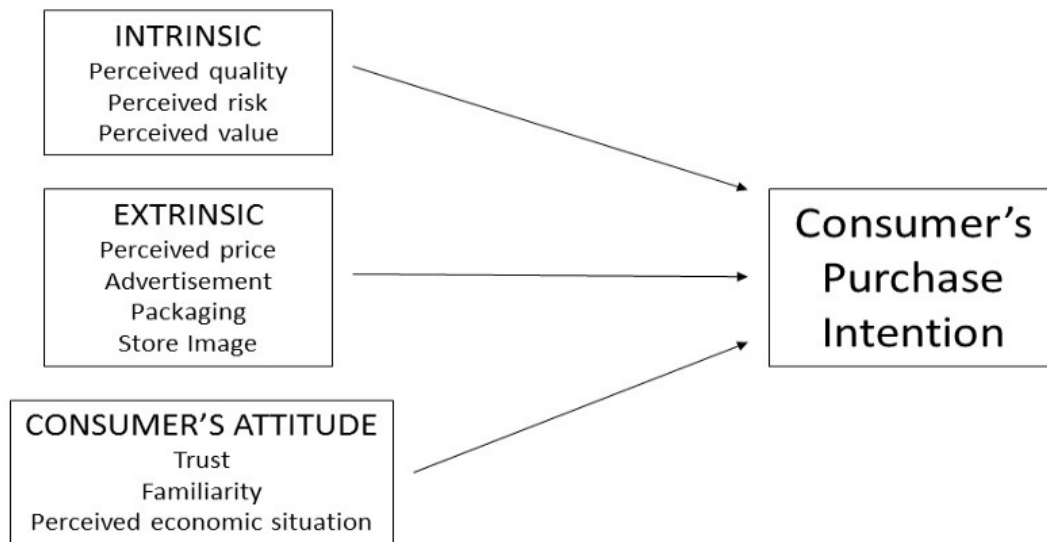 INTRINSIC
Perceived quality
Perceived risk
Perceived value
EXTRINSIC
Perceived price
Advertisement
Packaging
Store Image
CONSUMER’S ATTITUDE
Trust
Familiarity
Perceived economic situation
Consumer’s
Purchase
Intention